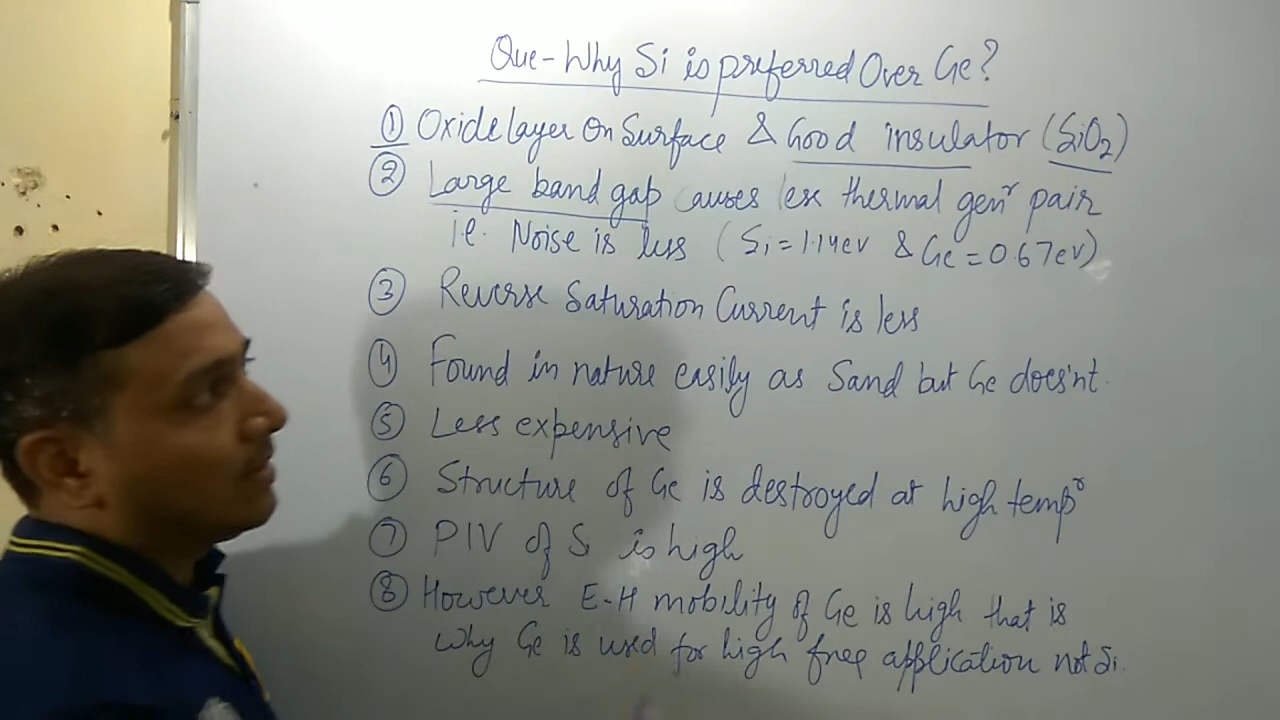 Que - Why Si is preferred Over Ge?
① Oxide layer On Surface & Good insulator (SiO₂)
② Large band gap causes less thermal genʳ pair
i.e. Noise is less (Si = 1.14ev & Ge = 0.67ev)
③ Reverse Saturation Current is less
④ Found in nature easily as Sand but Ge does'nt.
⑤ Less expensive
⑥ Structure of Ge is destroyed at high tempʳ
⑦ PIV of Si is high
⑧ However E-H mobility of Ge is high that is
why Ge is used for high freq application not Si.